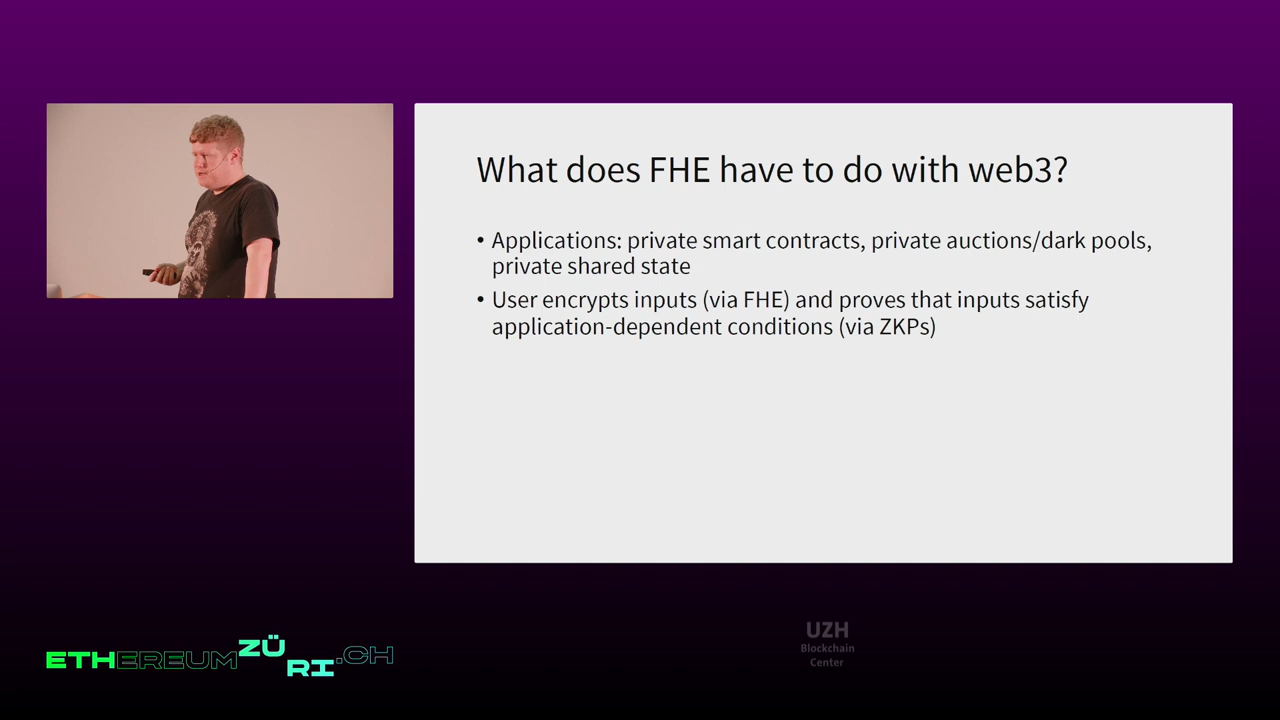 What does FHE have to do with web3?
• Applications: private smart contracts, private auctions/dark pools,
private shared state
• User encrypts inputs (via FHE) and proves that inputs satisfy
application-dependent conditions (via ZKPs)
ETHEREUMZÜRI.CH
UZH
Blockchain
Center